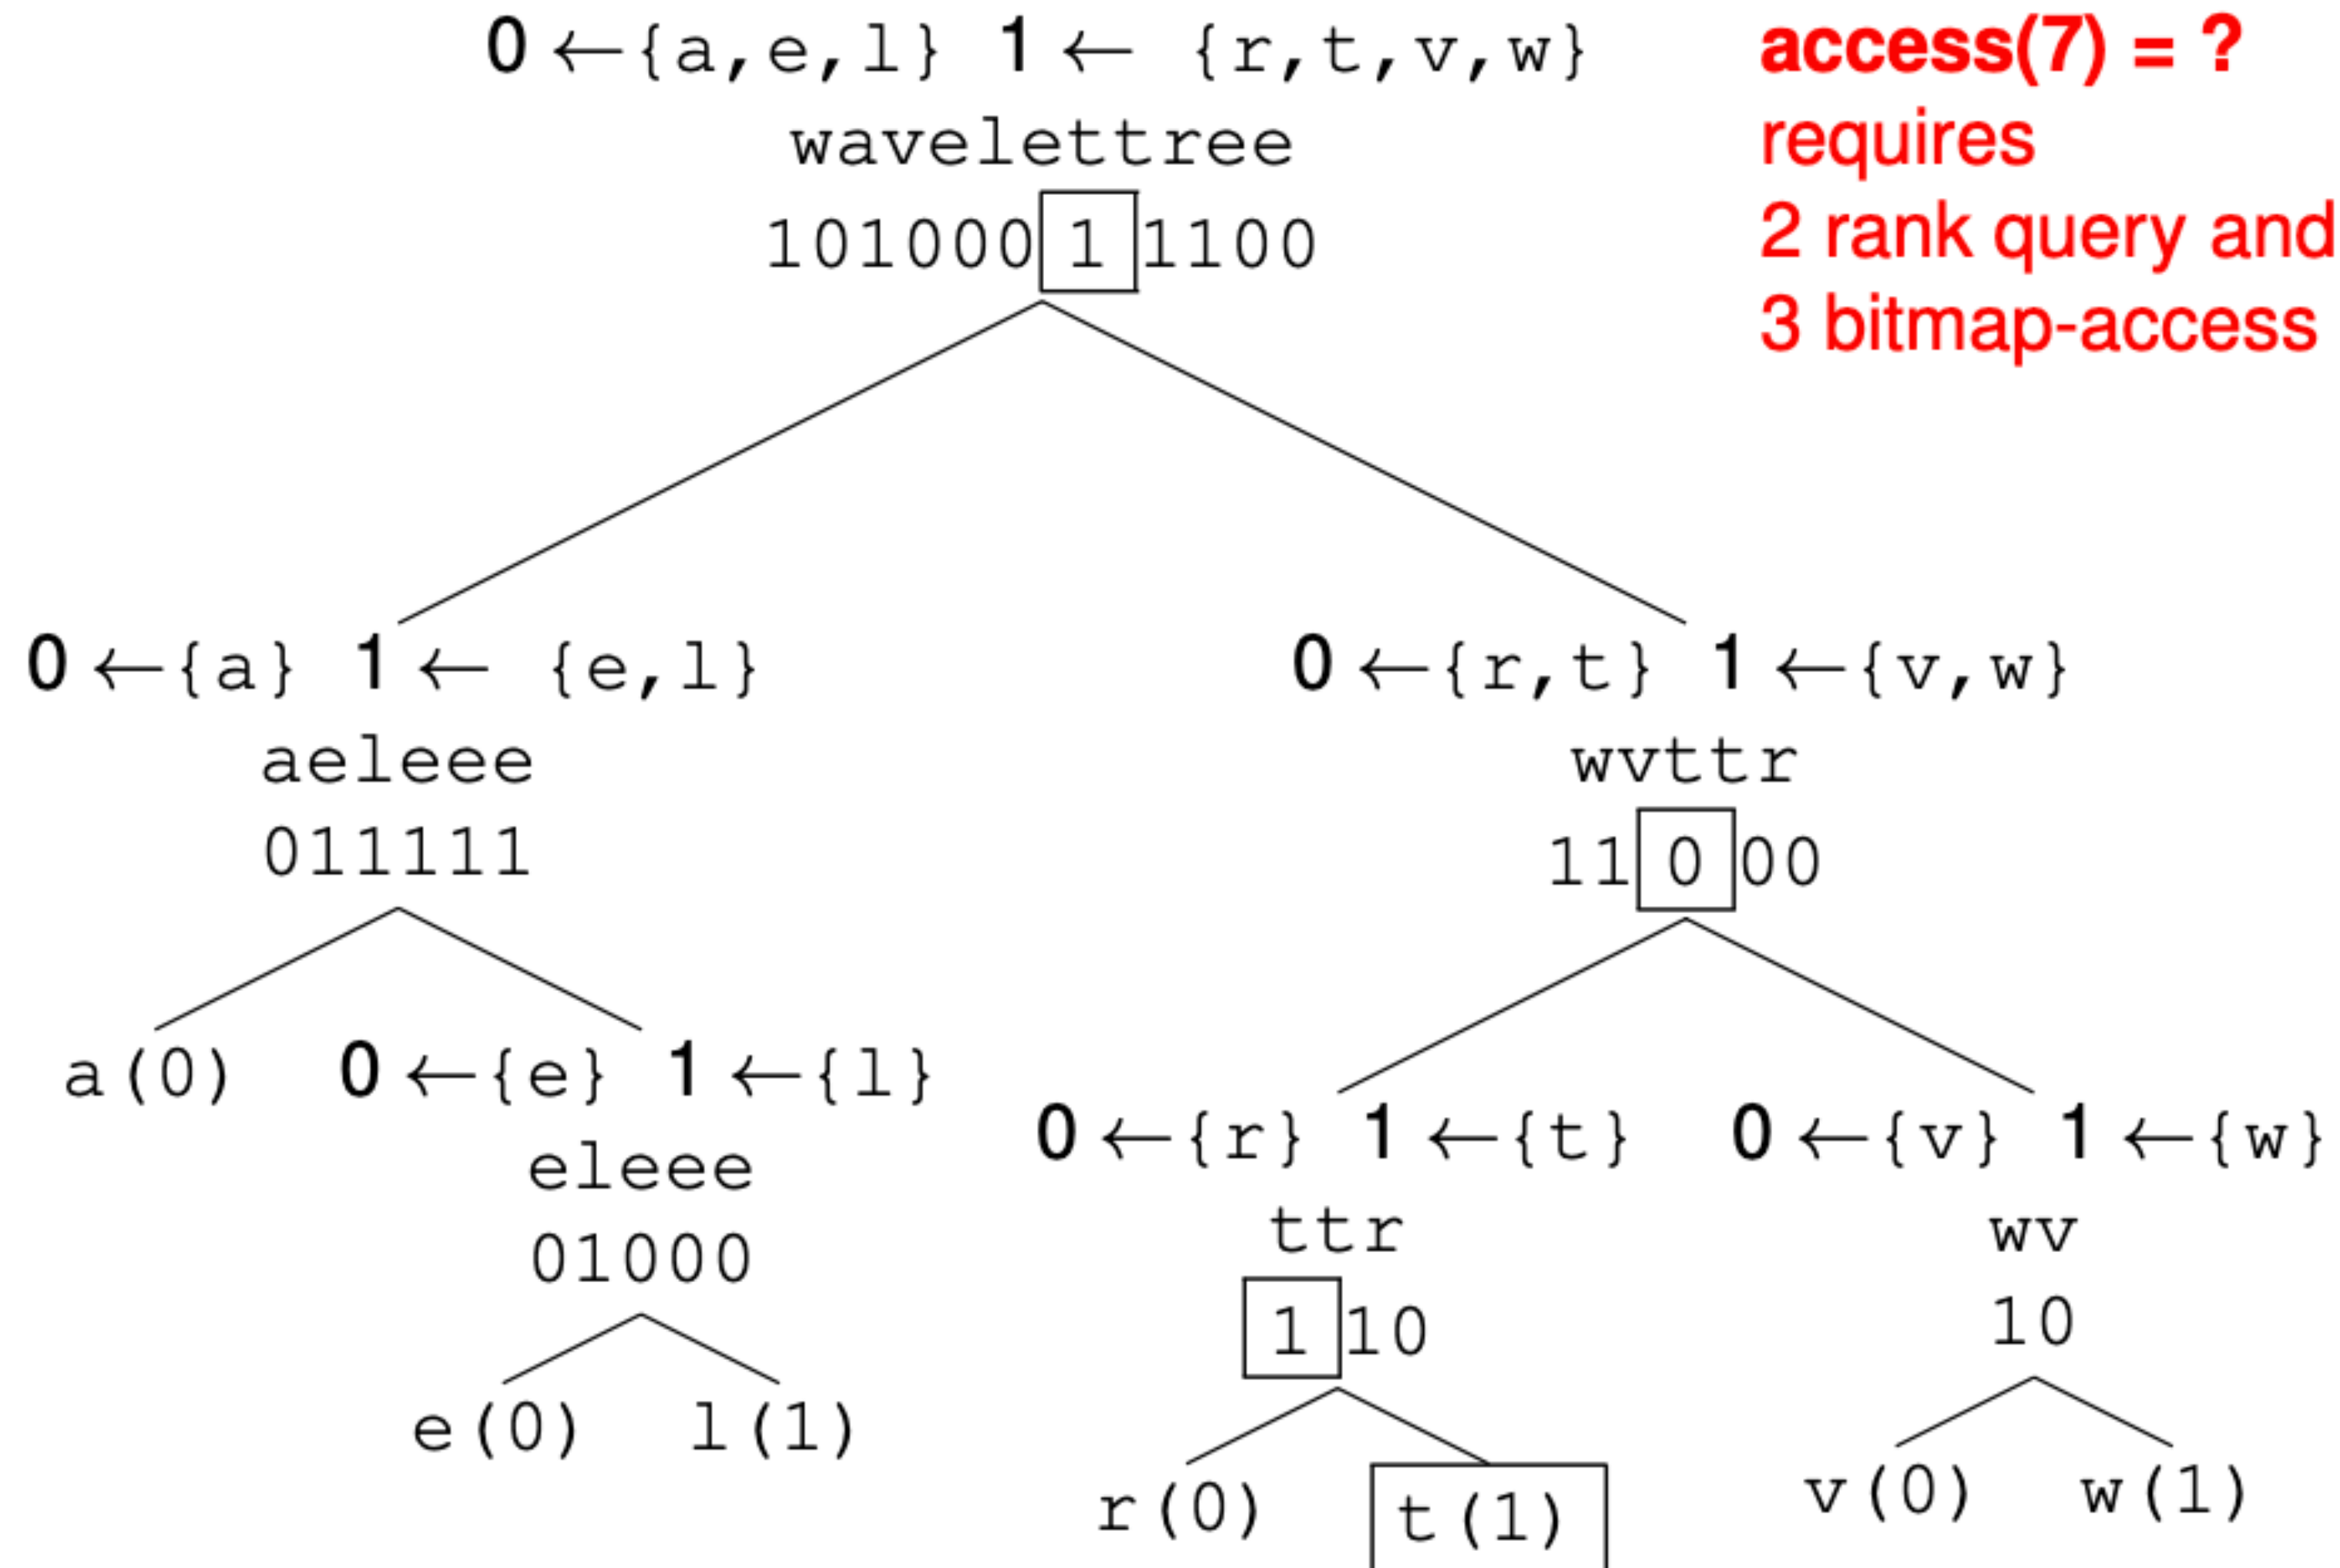 0 ←{a,e,l} 1 ← {r,t,v,w}
wavelettree
101000 1 1100
access(7) = ?
requires
2 rank query and
3 bitmap-access
0 ←{a} 1 ← {e,l}
aeleee
011111
0 ←{r,t} 1 ←{v,w}
wvttr
11 0 00
a(0)
0 ←{e} 1 ←{l}
eleee
01000
e(0) l(1)
0 ←{r} 1 ←{t}
ttr
1 10
r(0) t(1)
0 ←{v} 1 ←{w}
wv
10
v(0) w(1)